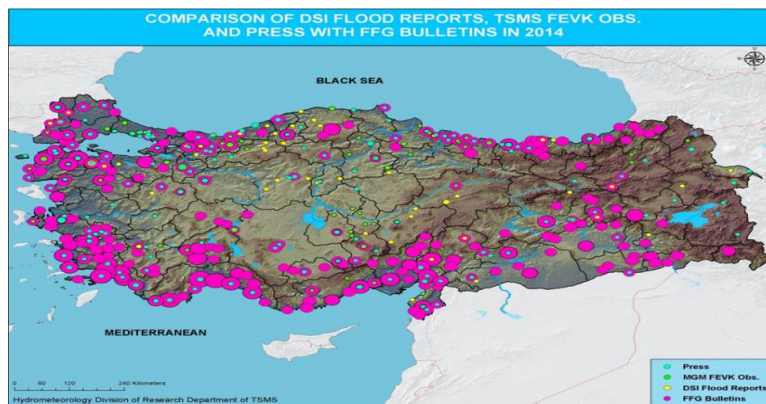 COMPARISON OF DSI FLOOD REPORTS, TSMS FEVK OBS.
AND PRESS WITH FFG BULLETINS IN 2014
BLACK SEA
MEDITERRANEAN
0 60 120 240 Kilometers
Hydrometeorology Division of Research Department of TSMS
Press
MGM FEVK Obs.
DSI Flood Reports
FFG Bulletins